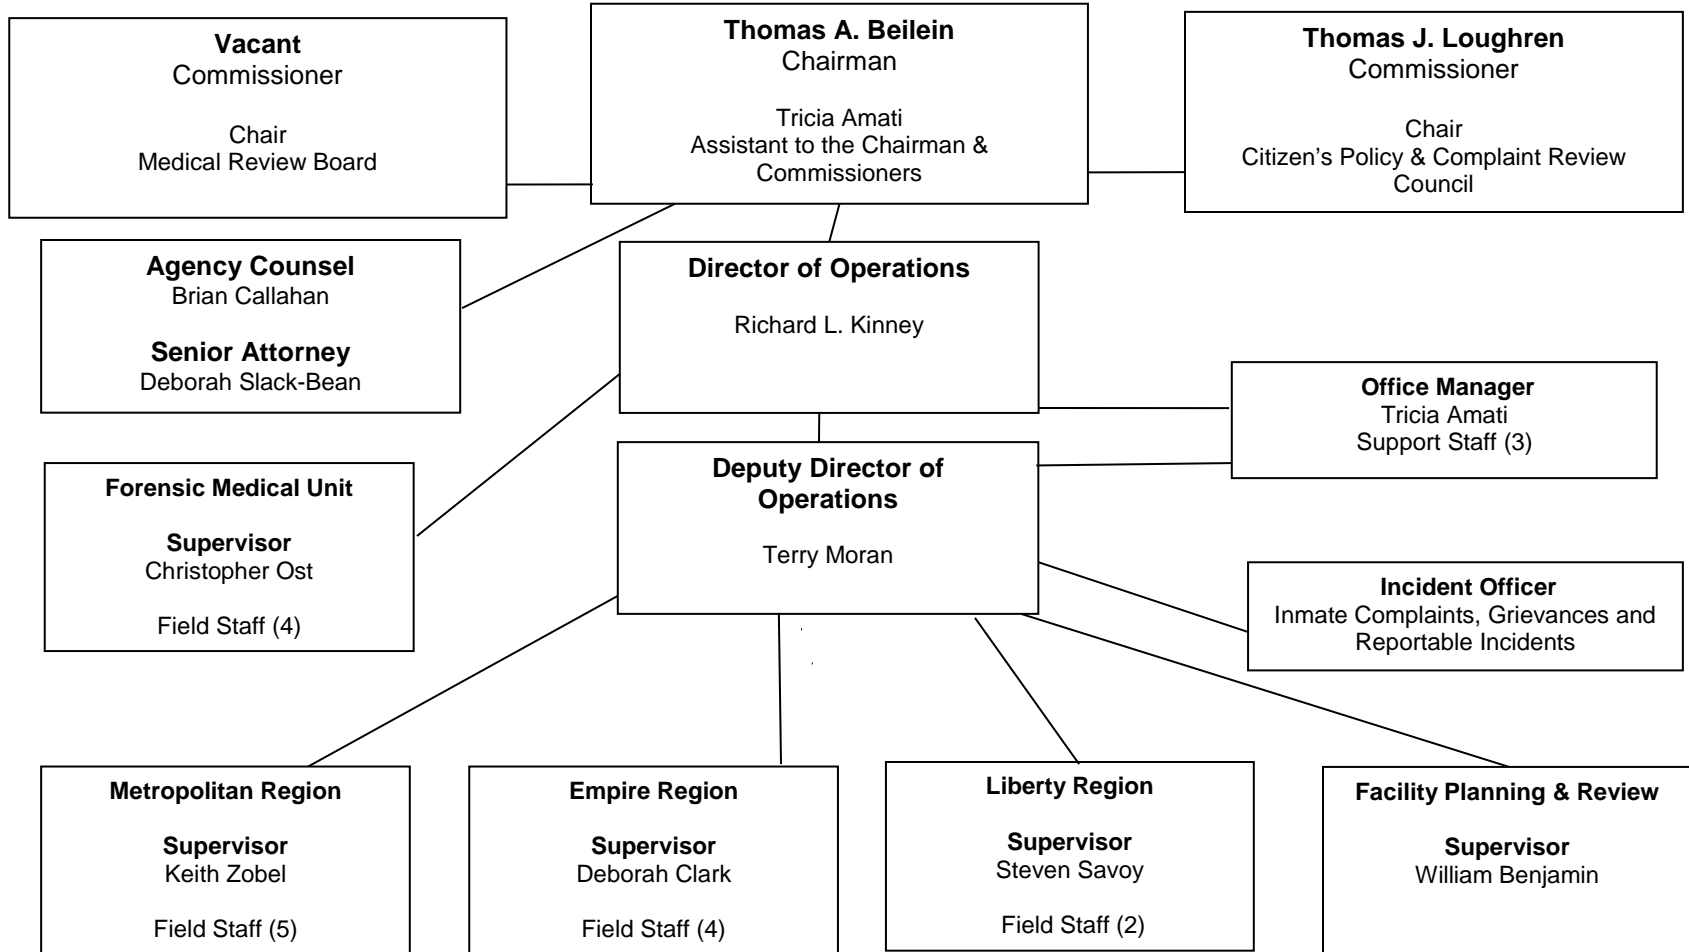 Vacant
Commissioner
Chair
Medical Review Board
Thomas A. Beilein
Chairman
Tricia Amati
Assistant to the Chairman &
Commissioners
Thomas J. Loughren
Commissioner
Chair
Citizen’s Policy & Complaint Review
Council
Agency Counsel
Brian Callahan
Senior Attorney
Deborah Slack-Bean
Director of Operations
Richard L. Kinney
Office Manager
Tricia Amati
Support Staff (3)
Forensic Medical Unit
Supervisor
Christopher Ost
Field Staff (4)
Deputy Director of
Operations
Terry Moran
Incident Officer
Inmate Complaints, Grievances and
Reportable Incidents
Metropolitan Region
Supervisor
Keith Zobel
Field Staff (5)
Empire Region
Supervisor
Deborah Clark
Field Staff (4)
Liberty Region
Supervisor
Steven Savoy
Field Staff (2)
Facility Planning & Review
Supervisor
William Benjamin